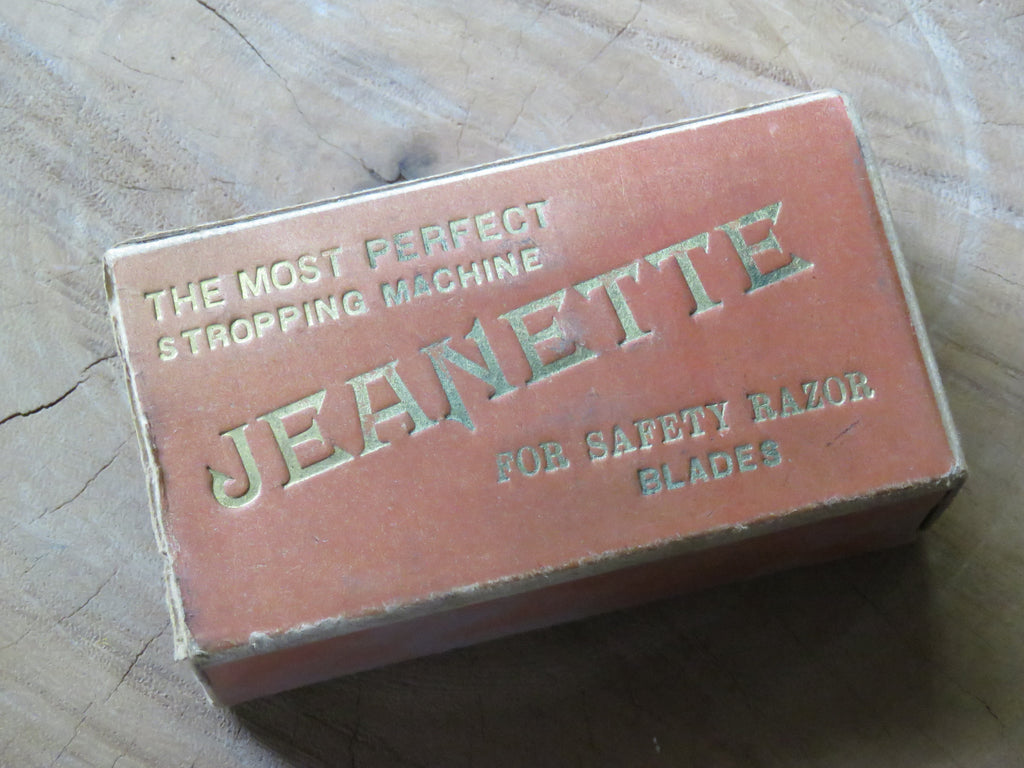 THE MOST PERFECT
STROPPING MACHINE
JEANETTE
FOR SAFETY RAZOR
BLADES